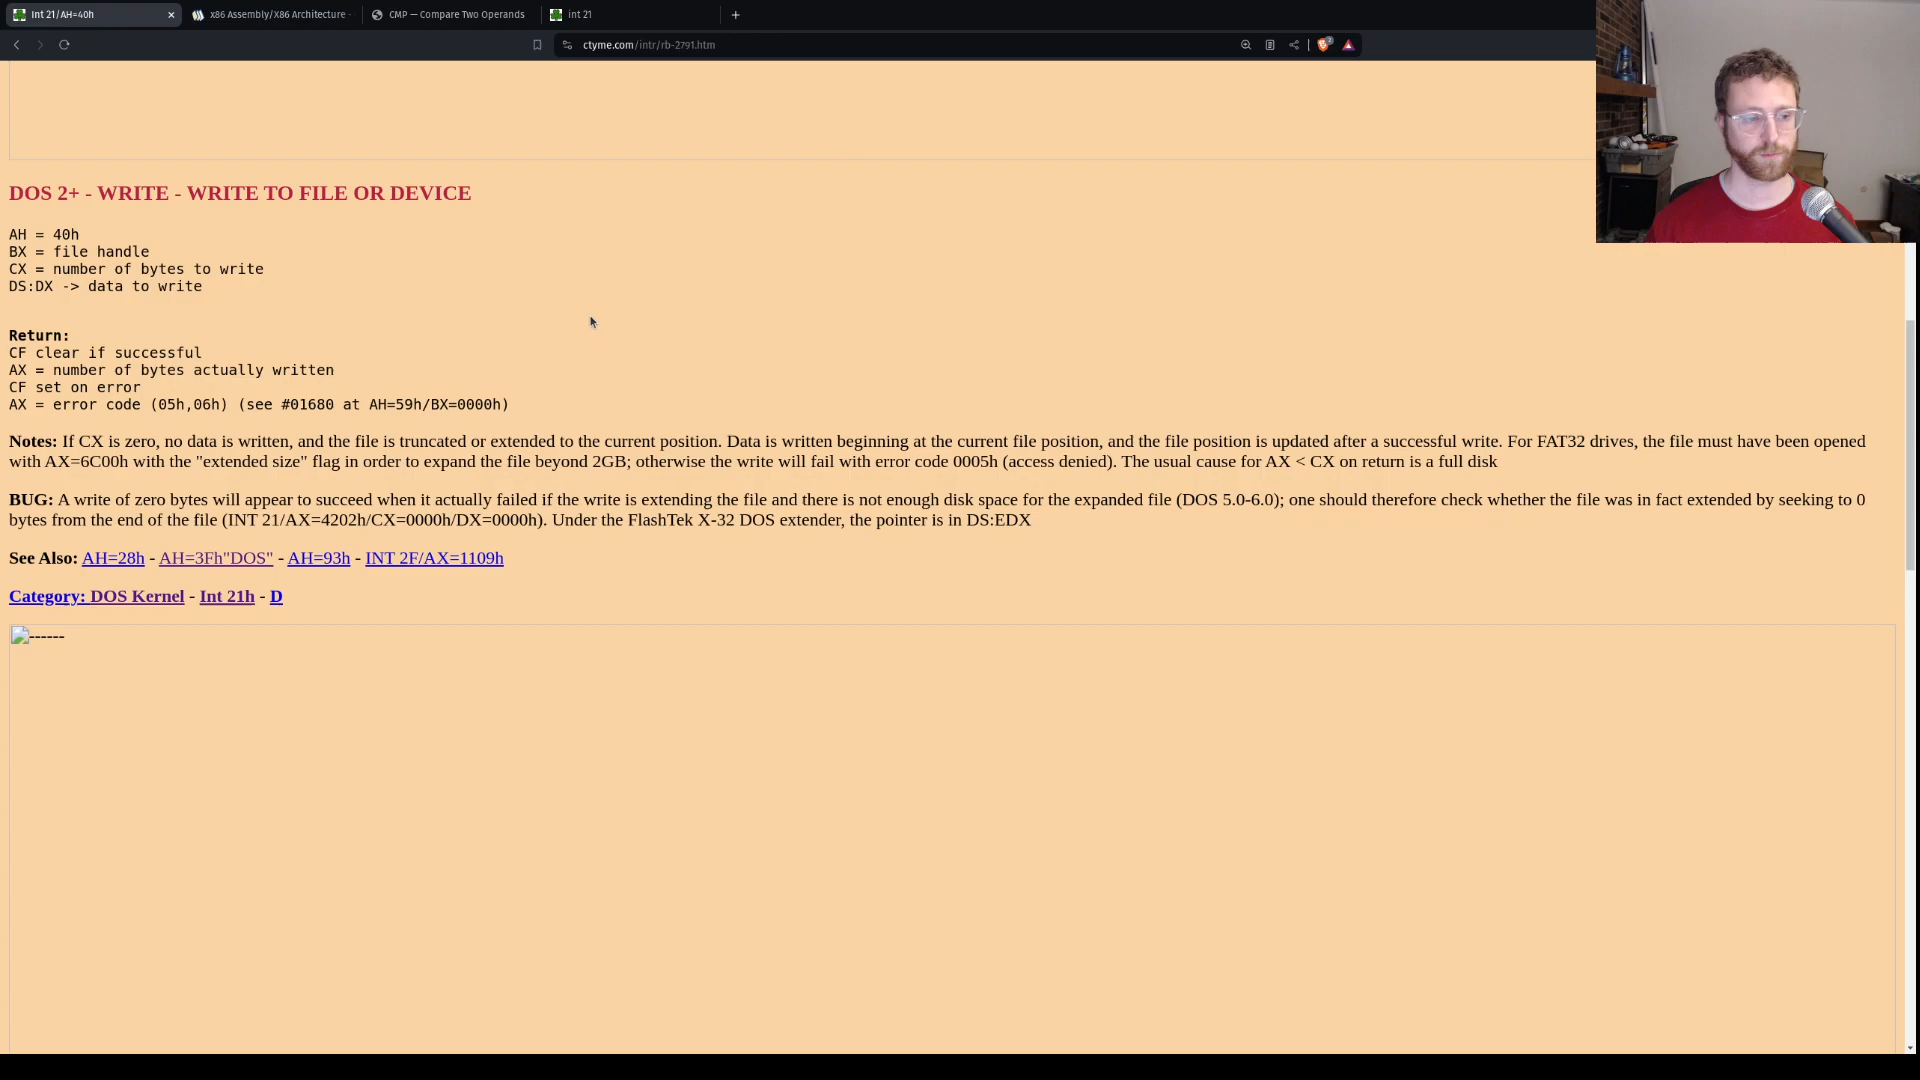 Int 21/AH=40h
x86 Assembly/X86 Architecture -
CMP — Compare Two Operands
int 21
ctyme.com/intr/rb-2791.htm
DOS 2+ - WRITE - WRITE TO FILE OR DEVICE
AH = 40h
BX = file handle
CX = number of bytes to write
DS:DX -> data to write
Return:
CF clear if successful
AX = number of bytes actually written
CF set on error
AX = error code (05h,06h) (see #01680 at AH=59h/BX=0000h)
Notes: If CX is zero, no data is written, and the file is truncated or extended to the current position. Data is written beginning at the current file position, and the file position is updated after a successful write. For FAT32 drives, the file must have been opened
with AX=6C00h with the "extended size" flag in order to expand the file beyond 2GB; otherwise the write will fail with error code 0005h (access denied). The usual cause for AX < CX on return is a full disk
BUG: A write of zero bytes will appear to succeed when it actually failed if the write is extending the file and there is not enough disk space for the expanded file (DOS 5.0-6.0); one should therefore check whether the file was in fact extended by seeking to 0
bytes from the end of the file (INT 21/AX=4202h/CX=0000h/DX=0000h). Under the FlashTek X-32 DOS extender, the pointer is in DS:EDX
See Also: AH=28h - AH=3Fh"DOS" - AH=93h - INT 2F/AX=1109h
Category: DOS Kernel - Int 21h - D
------